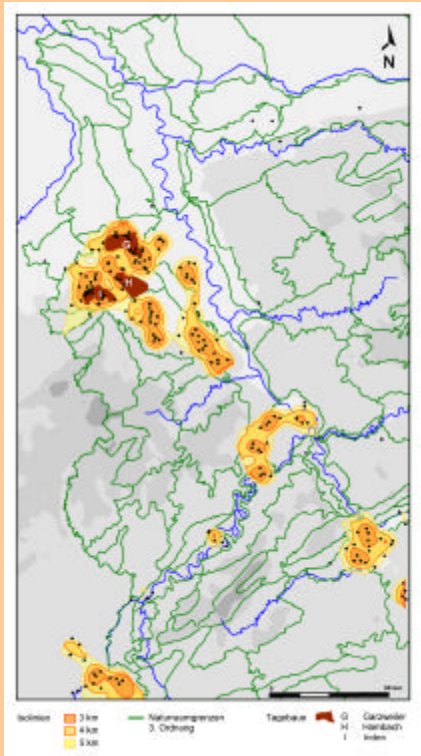 N
G
H
I
Isolinien 3 km Naturraumgrenzen Tagebaue G Garzweiler
4 km 3. Ordnung H Hambach
5 km I Inden